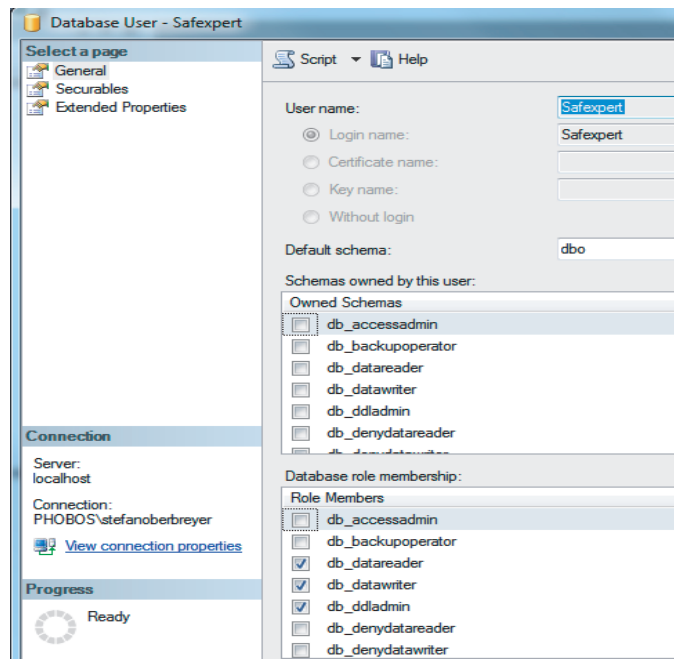 Database User - Safexpert
Select a page
General
Securables
Extended Properties
Script Help
User name: Safexpert
Login name: Safexpert
Certificate name:
Key name:
Without login
Default schema: dbo
Schemas owned by this user:
Owned Schemas
db_accessadmin
db_backupoperator
db_datareader
db_datawriter
db_ddladmin
db_denydatareader
db_denydatawriter
Database role membership:
Role Members
db_accessadmin
db_backupoperator
db_datareader
db_datawriter
db_ddladmin
db_denydatareader
db_denydatawriter
Connection
Server:
localhost
Connection:
PHOBOS\stefanoberbreyer
View connection properties
Progress
Ready